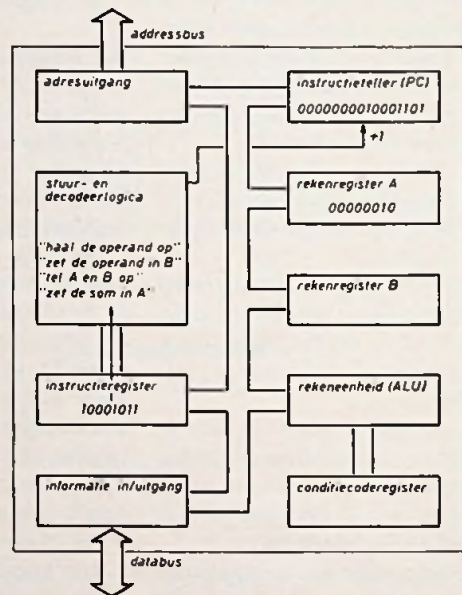 addressbus
adresuitgang
instructieteller (PC)
0000000010001101
+1
stuur- en
decodeerlogica
"haal de operand op"
"zet de operand in B"
"tel A en B op"
"zet de som in A"
rekenregister A
00000010
rekenregister B
instructieregister
10001011
rekeneenheid (ALU)
informatie in/uitgang
conditiecoderegister
databus